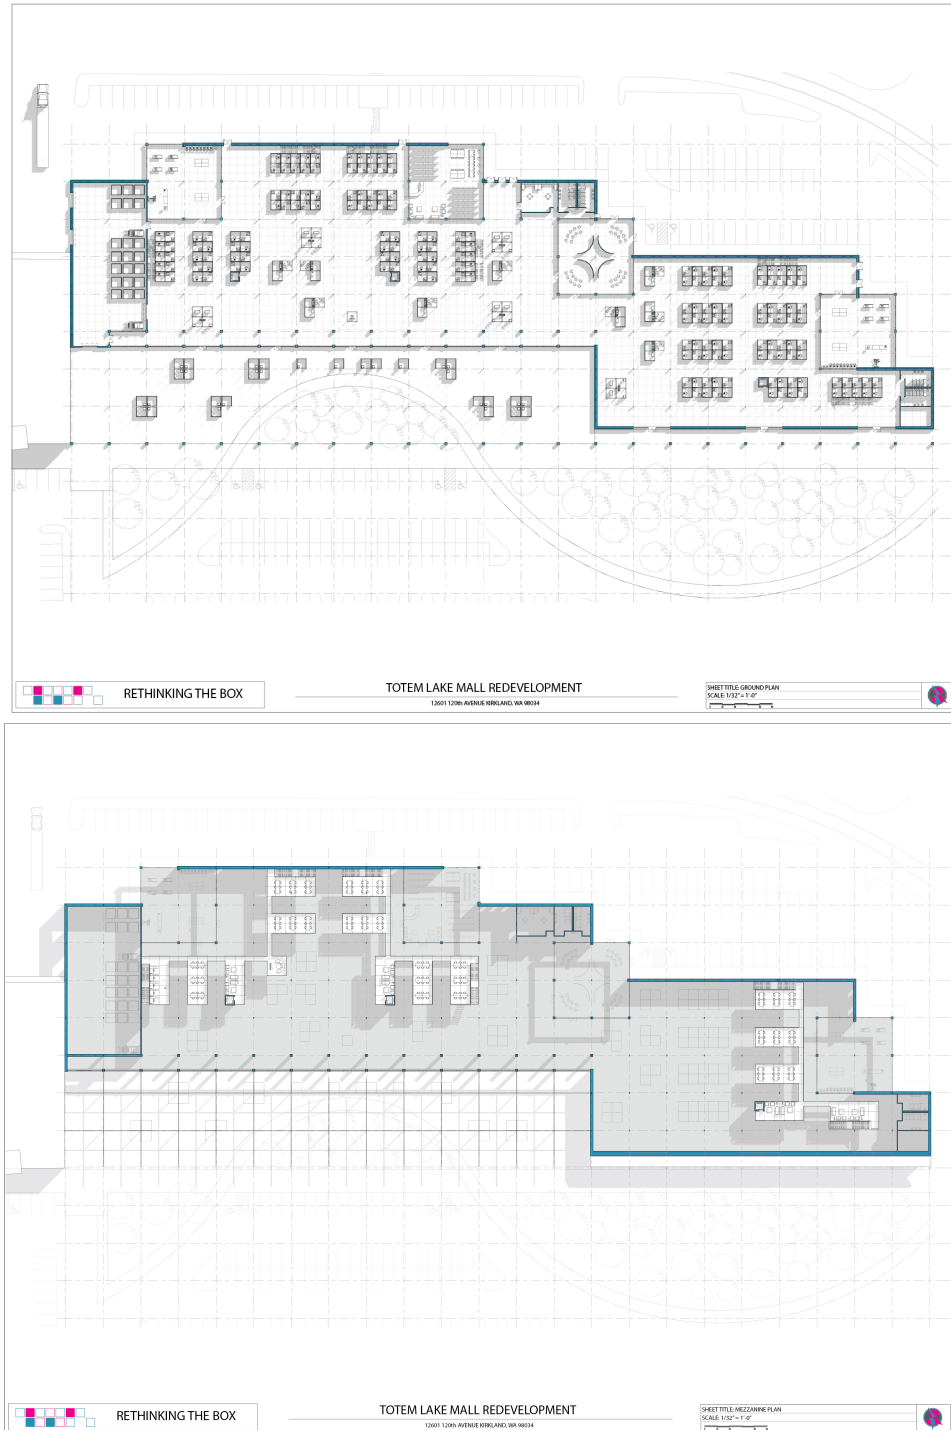 RETHINKING THE BOX
TOTEM LAKE MALL REDEVELOPMENT
12601 120th AVENUE KIRKLAND, WA 98034
SHEET TITLE: GROUND PLAN
SCALE: 1/32" = 1'-0"
RETHINKING THE BOX
TOTEM LAKE MALL REDEVELOPMENT
12601 120th AVENUE KIRKLAND, WA 98034
SHEET TITLE: MEZZANINE PLAN
SCALE: 1/32" = 1'-0"